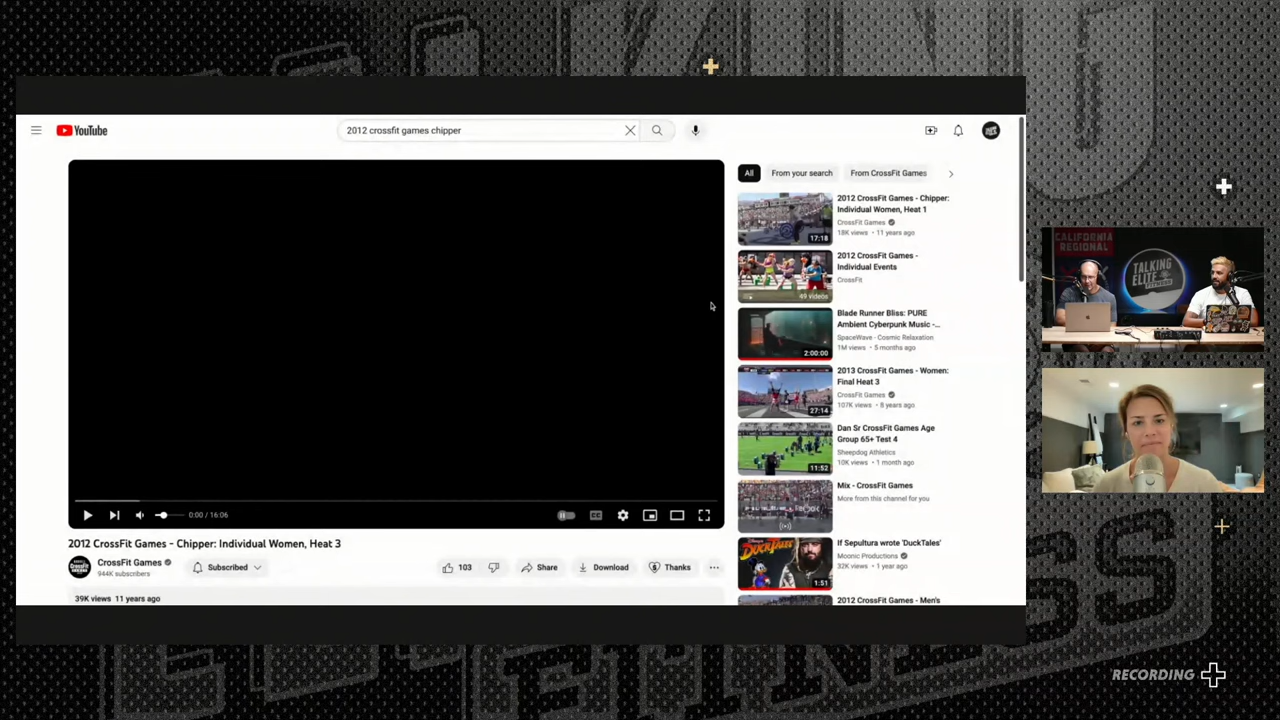 YouTube
2012 crossfit games chipper
All
From your search
From CrossFit Games
2012 CrossFit Games - Chipper:
Individual Women, Heat 1
CrossFit Games
18K views • 11 years ago
17:18
2012 CrossFit Games -
Individual Events
CrossFit
49 videos
Blade Runner Bliss: PURE
Ambient Cyberpunk Music -...
SpaceWave - Cosmic Relaxation
1M views • 5 months ago
2:00:00
2013 CrossFit Games - Women:
Final Heat 3
CrossFit Games
107K views • 8 years ago
27:14
Dan Sr CrossFit Games Age
Group 65+ Test 4
Sheepdog Athletics
10K views • 1 month ago
11:52
Mix - CrossFit Games
More from this channel for you
If Sepultura wrote 'DuckTales'
Moonic Productions
32K views • 1 year ago
DUCKTALES
1:51
2012 CrossFit Games - Men's
0:00 / 16:06
CC
2012 CrossFit Games - Chipper: Individual Women, Heat 3
CrossFit Games
944K subscribers
Subscribed
103
Share
Download
Thanks
39K views 11 years ago
CALIFORNIA
REGIONAL
TALKING
ELITE
FITNESS
RECORDING